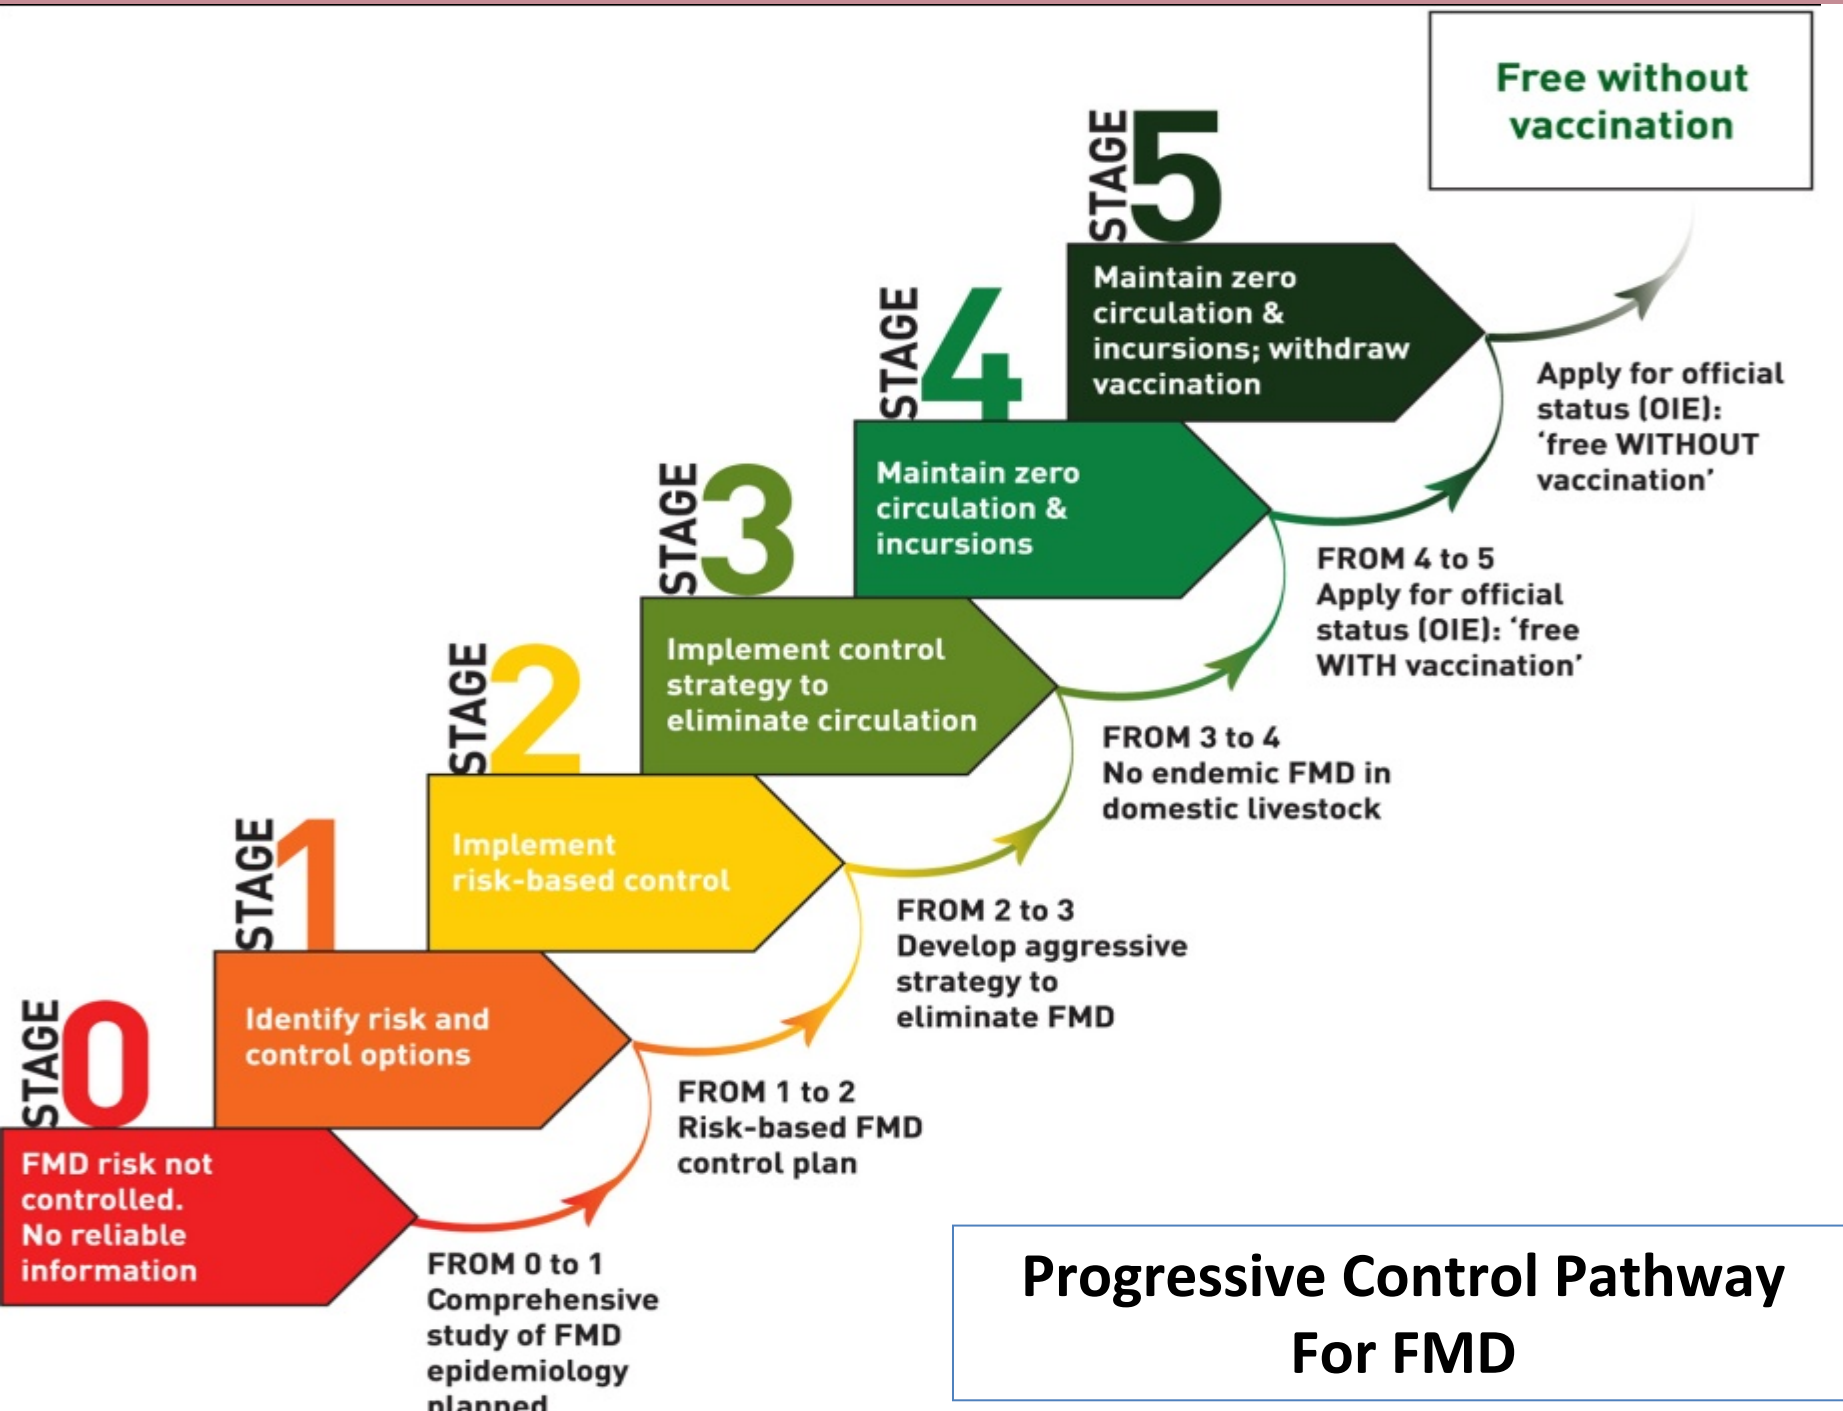 Free without
vaccination
STAGE 5
Maintain zero
circulation &
incursions; withdraw
vaccination
Apply for official
status (OIE):
‘free WITHOUT
vaccination’
STAGE 4
Maintain zero
circulation &
incursions
FROM 4 to 5
Apply for official
status (OIE): ‘free
WITH vaccination’
STAGE 3
Implement control
strategy to
eliminate circulation
FROM 3 to 4
No endemic FMD in
domestic livestock
STAGE 2
Implement
risk-based control
FROM 2 to 3
Develop aggressive
strategy to
eliminate FMD
STAGE 1
Identify risk and
control options
FROM 1 to 2
Risk-based FMD
control plan
STAGE 0
FMD risk not
controlled.
No reliable
information
FROM 0 to 1
Comprehensive
study of FMD
epidemiology
planned
Progressive Control Pathway
For FMD